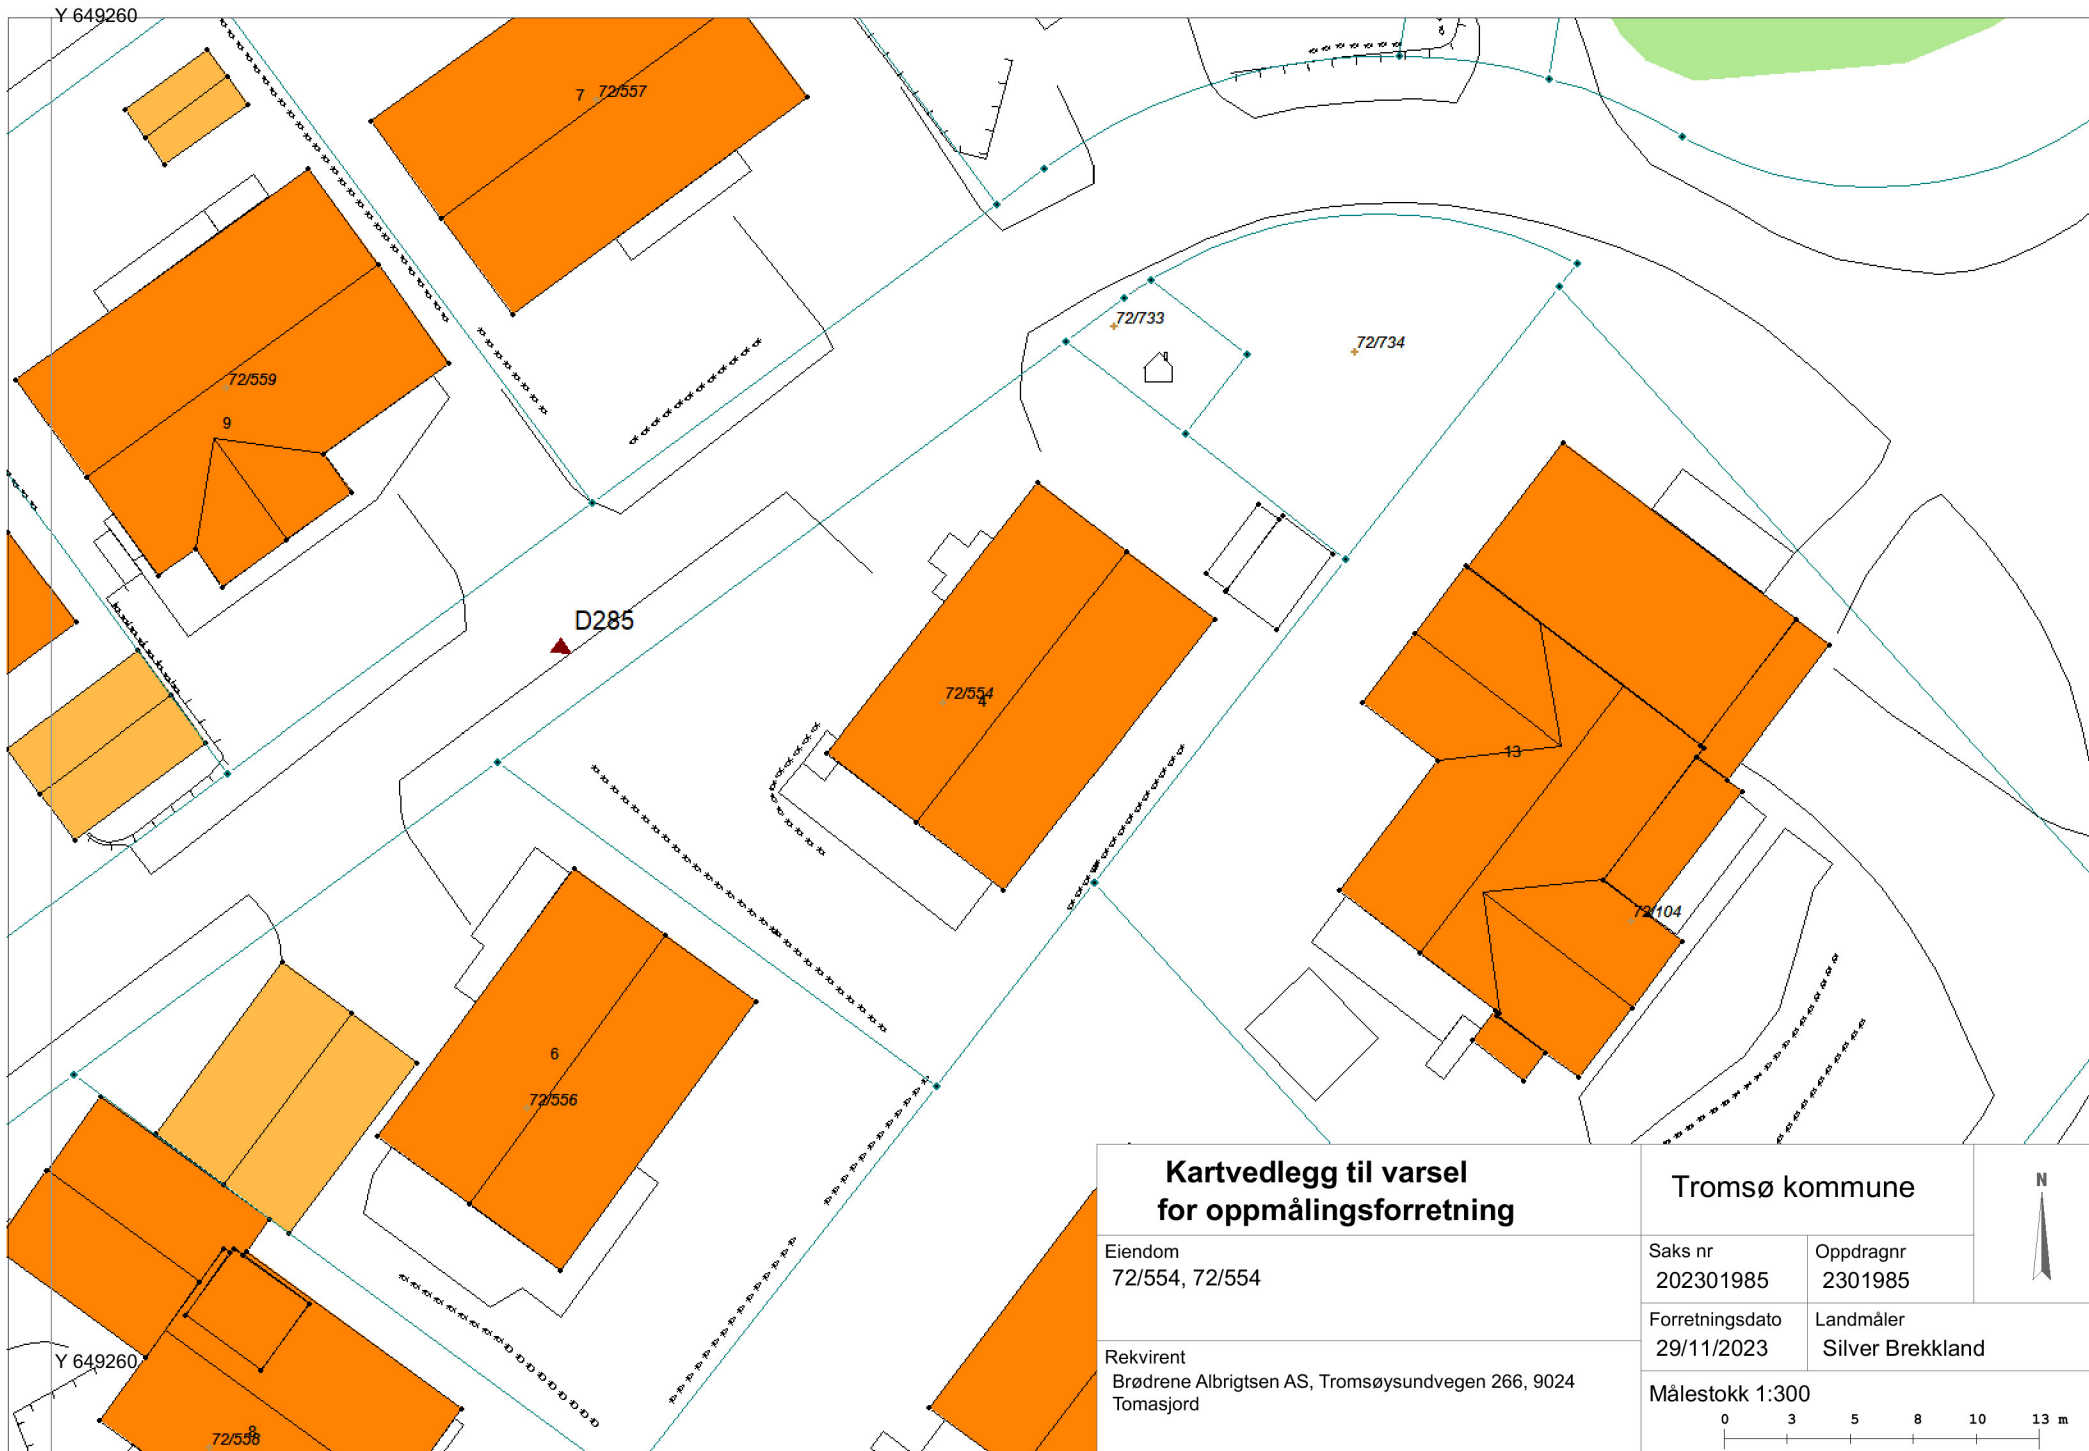 Y 649260
7 72/557
72/733
72/734
72/559
9
D285
72/554
4
13
72/104
6
72/556
Kartvedlegg til varsel
for oppmålingsforretning
Tromsø kommune
N
Eiendom
72/554, 72/554
Saks nr
202301985
Oppdragnr
2301985
Forretningsdato
29/11/2023
Landmåler
Silver Brekkland
Rekvirent
Brødrene Albrigtsen AS, Tromsøysundvegen 266, 9024
Tomasjord
Målestokk 1:300
0 3 5 8 10 13 m
Y 649260
8
72/558